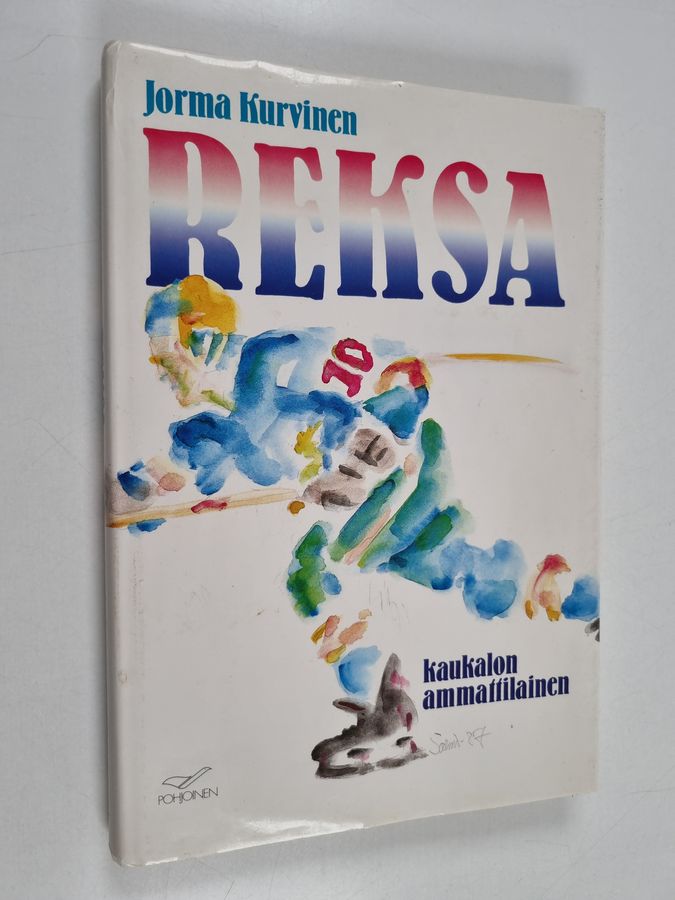 Jorma Kurvinen
REKSA
10
kaukalon
ammattilainen
POHJOINEN